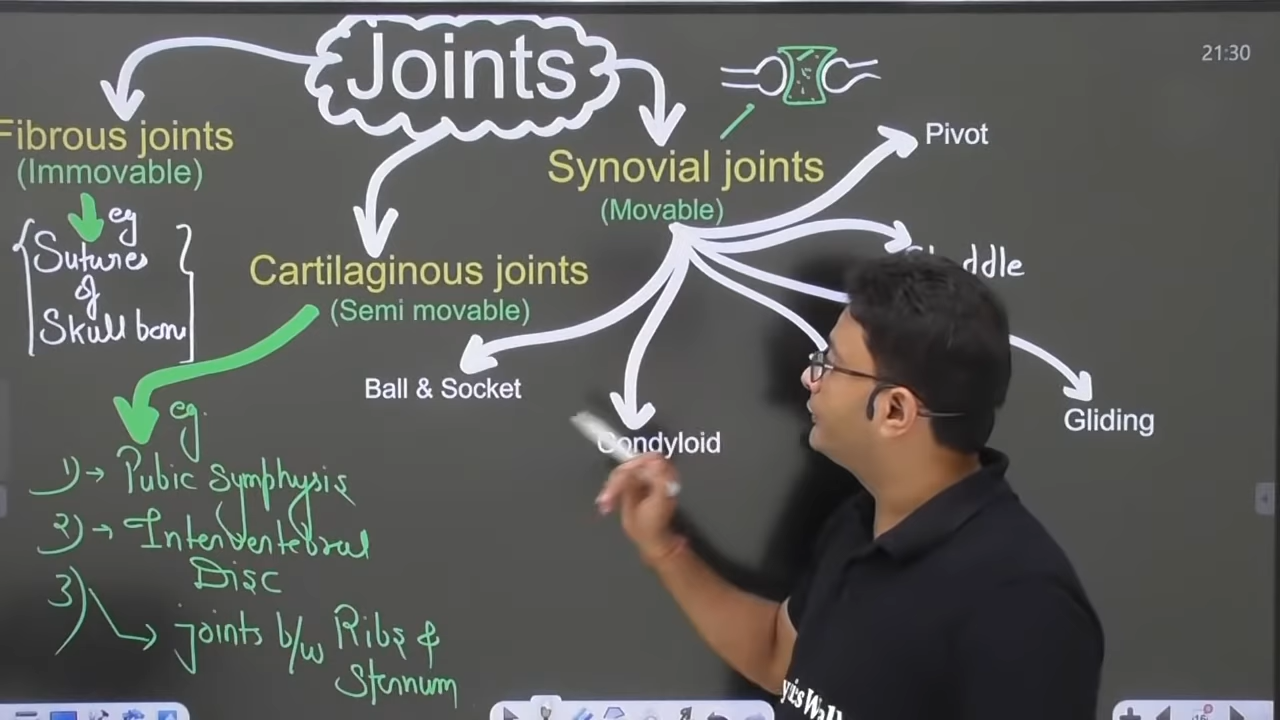 Joints
21:30
Fibrous joints
(Immovable)
eg
Sutures
of
Skull bone
Cartilaginous joints
(Semi movable)
eg.
1) → Pubic Symphysis
2) → Intervertebral
Disc
3) → joints b/w Ribs &
Sternum
Synovial joints
(Movable)
Pivot
Ball & Socket
Condyloid
Gliding